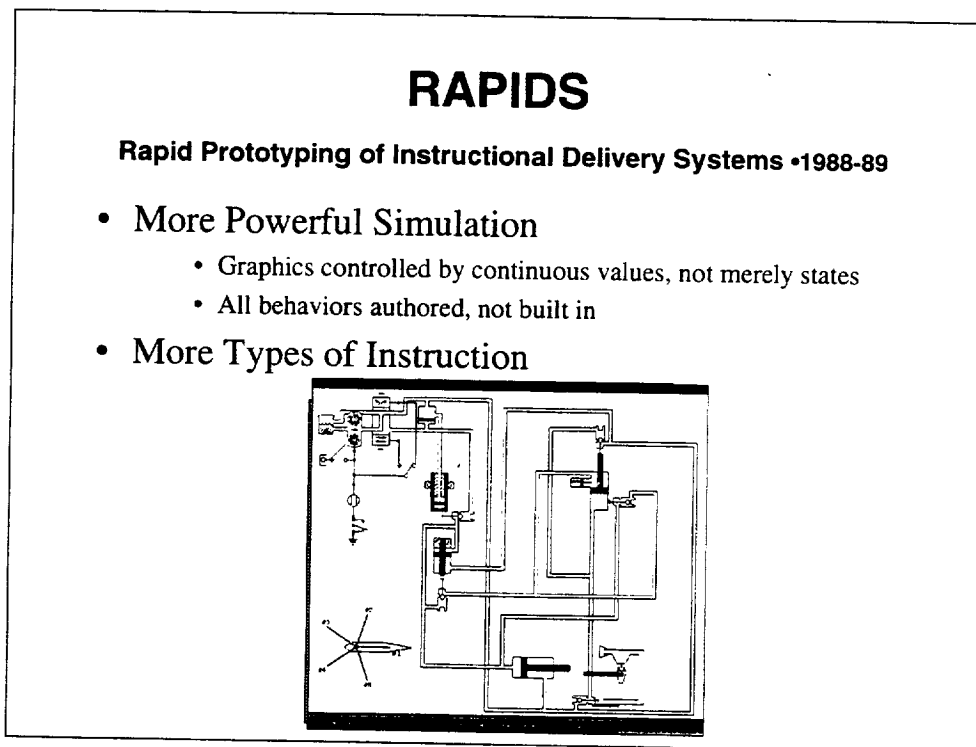 RAPIDS
Rapid Prototyping of Instructional Delivery Systems •1988-89
• More Powerful Simulation
• Graphics controlled by continuous values, not merely states
• All behaviors authored, not built in
• More Types of Instruction